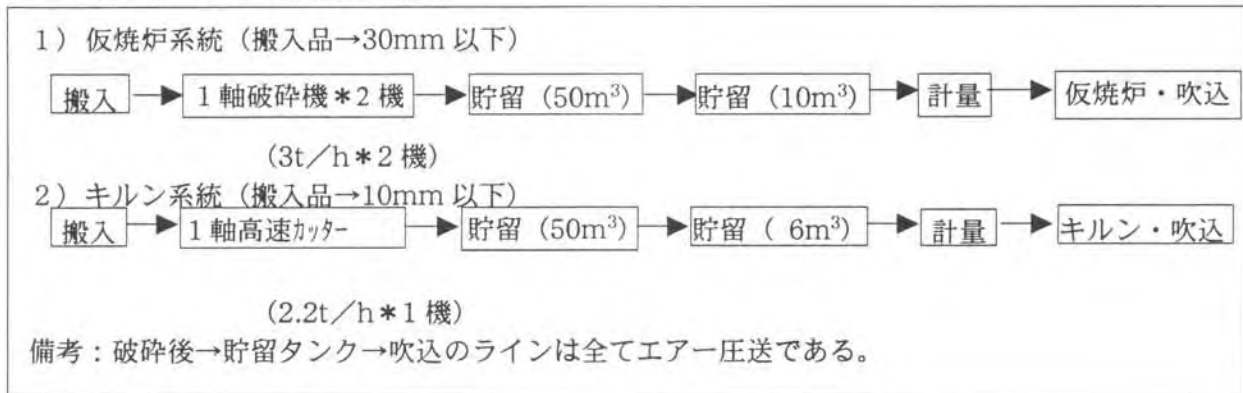 1）仮焼炉系統（搬入品→30mm 以下）
搬入 → 1軸破砕機＊2機 → 貯留（50m³） → 貯留（10m³） → 計量 → 仮焼炉・吹込
（3t／h＊2機）
2）キルン系統（搬入品→10mm 以下）
搬入 → 1軸高速ｶｯﾀｰ → 貯留（50m³） → 貯留（ 6m³） → 計量 → キルン・吹込
（2.2t／h＊1機）
備考：破砕後→貯留タンク→吹込のラインは全てエアー圧送である。